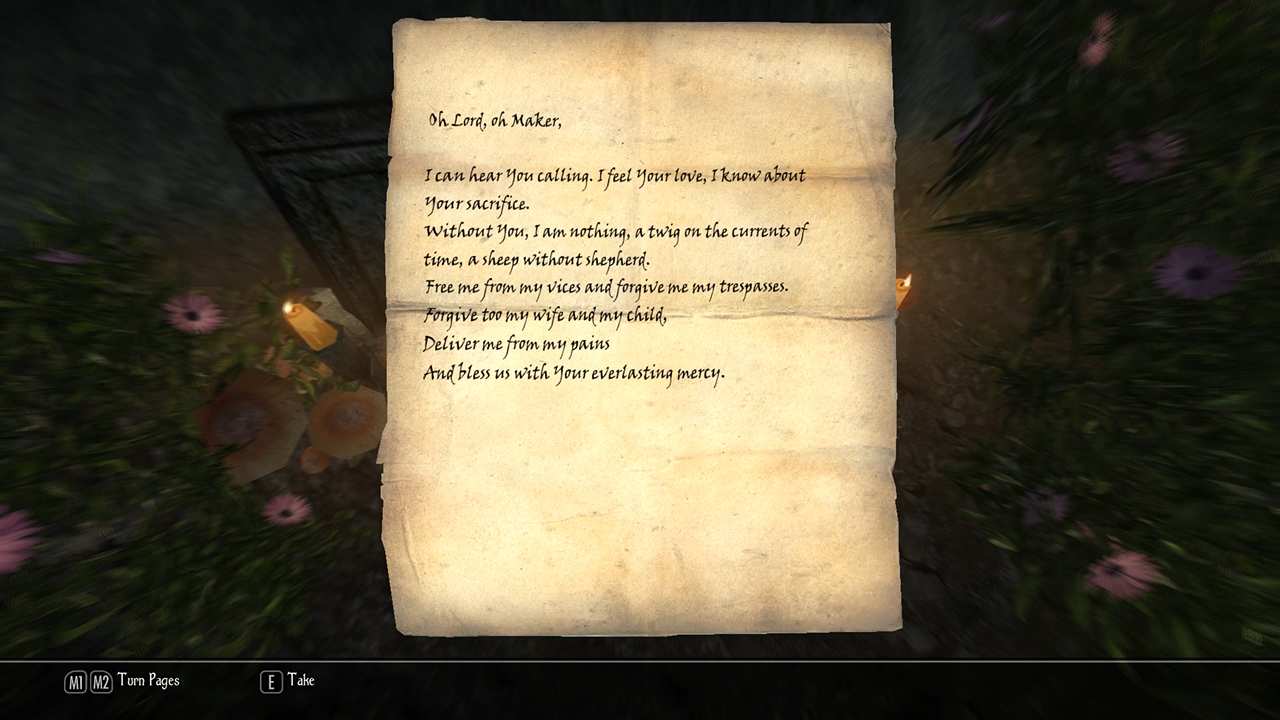 Oh Lord, oh Maker,
I can hear You calling. I feel Your love, I know about
Your sacrifice.
Without You, I am nothing, a twig on the currents of
time, a sheep without shepherd.
Free me from my vices and forgive me my trespasses.
Forgive too my wife and my child,
Deliver me from my pains
And bless us with Your everlasting mercy.
M1 M2 Turn Pages E Take